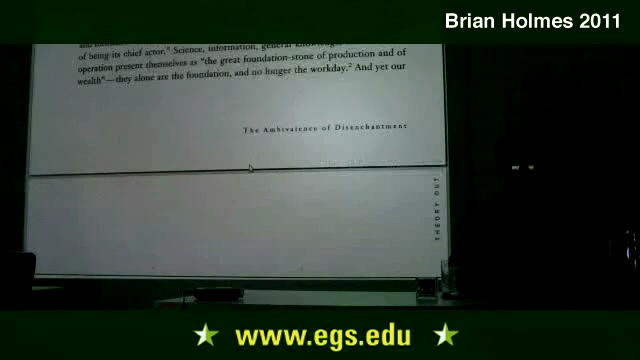 Brian Holmes 2011
of being its chief actor." Science, information, general
operation present themselves as "the great foundation-stone of production and of
wealth"—they alone are the foundation, and no longer the workday.² And yet our
The Ambivalence of Disenchantment
THEORY OUT
www.egs.edu